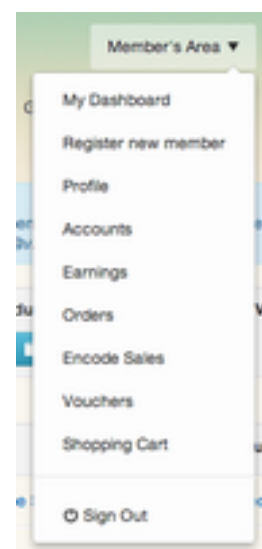 Member's Area ▼
My Dashboard
Register new member
Profile
Accounts
Earnings
Orders
Encode Sales
Vouchers
Shopping Cart
Sign Out